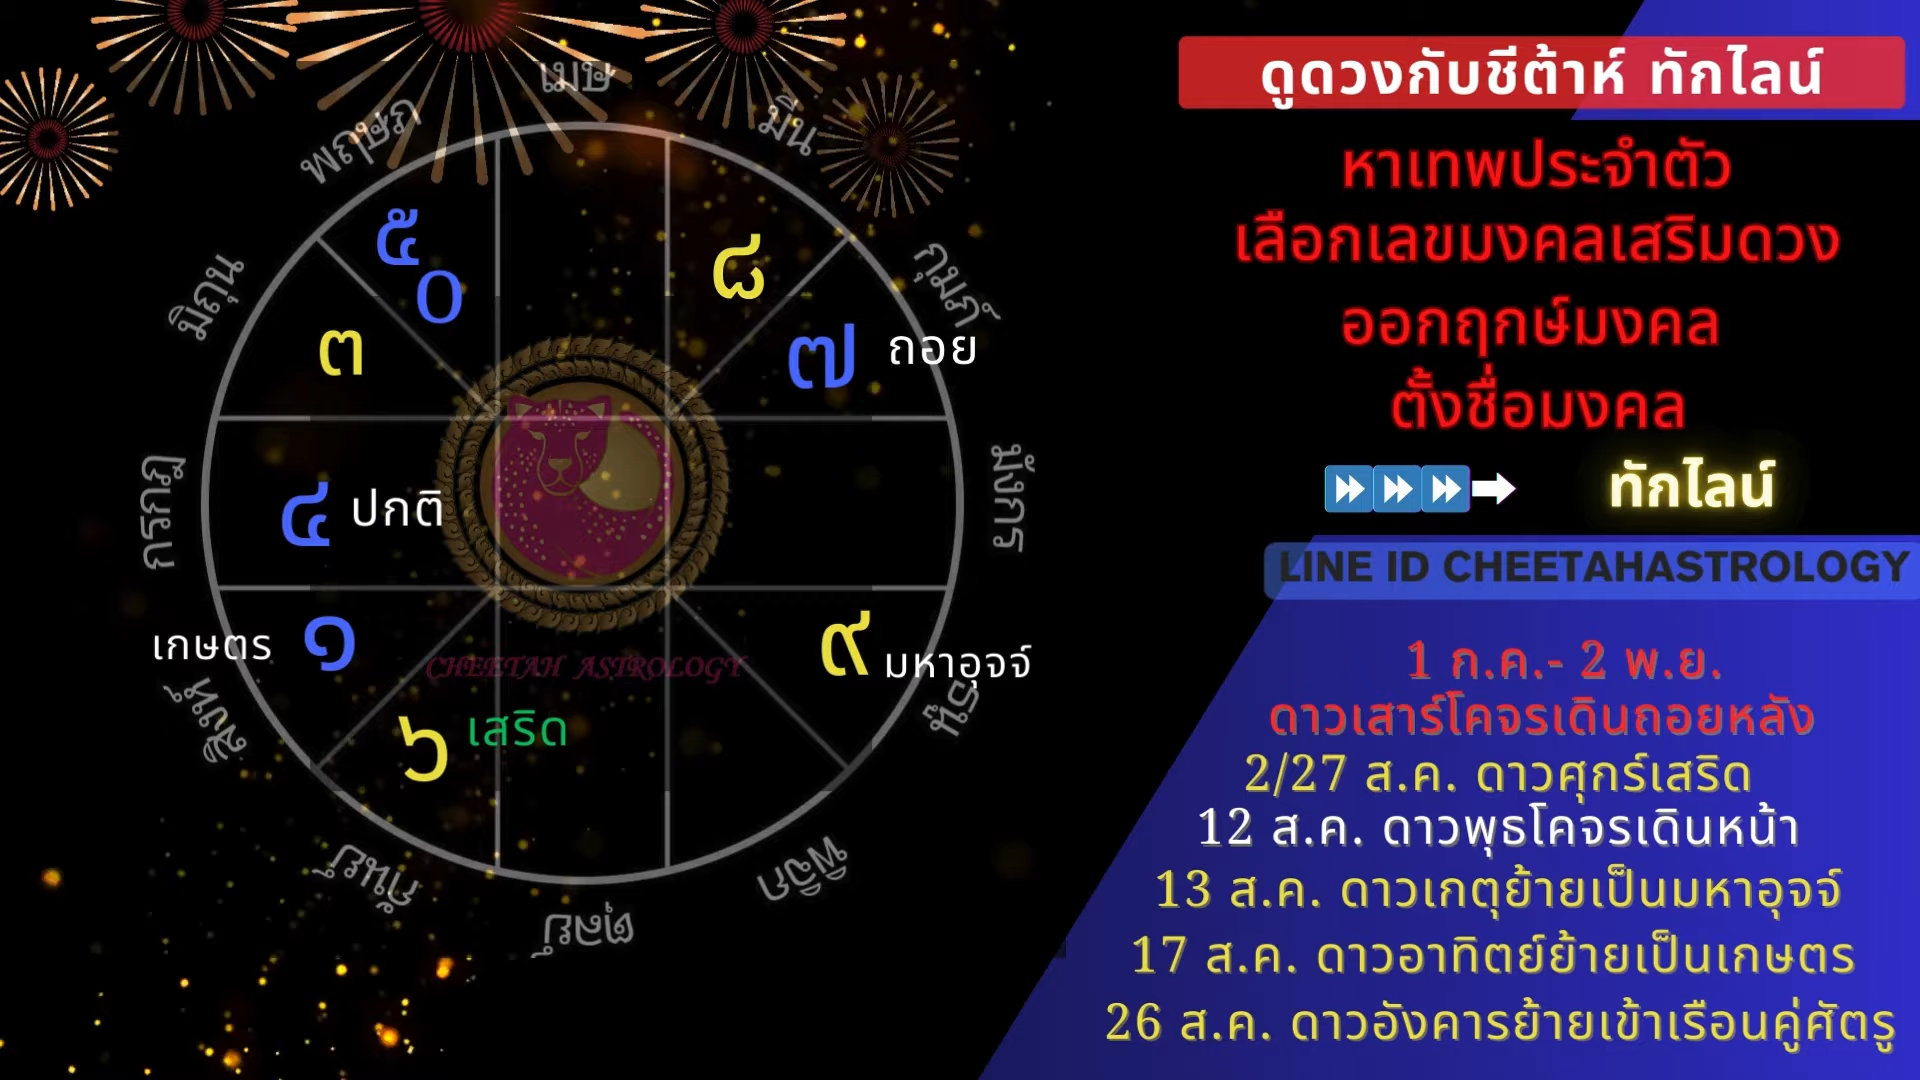 เมษ
พฤษภ
มีน
มิถุน
กุมภ์
๕
๐
๘
๓
๗ ถอย
กรกฎ
มังกร
๔ ปกติ
เกษตร ๑
๙ มหาอุจจ์
CHEETAH ASTROLOGY
สิงห์
ธนู
๖ เสริด
กันย์
พิจิก
ตุลย์
ดูดวงกับชีต้าห์ ทักไลน์
หาเทพประจำตัว
เลือกเลขมงคลเสริมดวง
ออกฤกษ์มงคล
ตั้งชื่อมงคล
ทักไลน์
LINE ID CHEETAHASTROLOGY
1 ก.ค.- 2 พ.ย.
ดาวเสาร์โคจรเดินถอยหลัง
2/27 ส.ค. ดาวศุกร์เสริด
12 ส.ค. ดาวพุธโคจรเดินหน้า
13 ส.ค. ดาวเกตุย้ายเป็นมหาอุจจ์
17 ส.ค. ดาวอาทิตย์ย้ายเป็นเกษตร
26 ส.ค. ดาวอังคารย้ายเข้าเรือนคู่ศัตรู